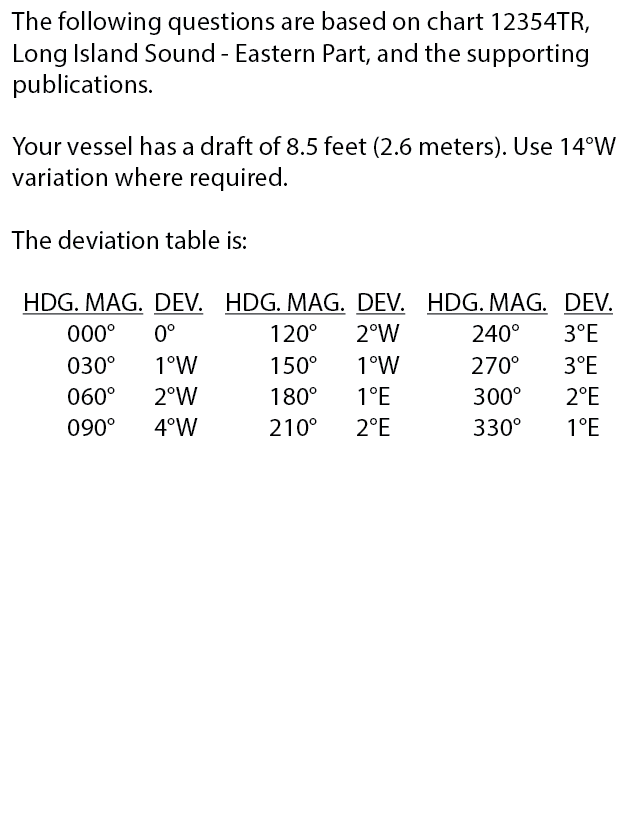 The following questions are based on chart 12354TR,
Long Island Sound - Eastern Part, and the supporting
publications.
Your vessel has a draft of 8.5 feet (2.6 meters). Use 14°W
variation where required.
The deviation table is:
HDG. MAG. DEV. HDG. MAG. DEV. HDG. MAG. DEV.
000° 0° 120° 2°W 240° 3°E
030° 1°W 150° 1°W 270° 3°E
060° 2°W 180° 1°E 300° 2°E
090° 4°W 210° 2°E 330° 1°E